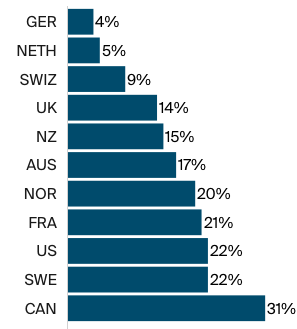 GER 4%
NETH 5%
SWIZ 9%
UK 14%
NZ 15%
AUS 17%
NOR 20%
FRA 21%
US 22%
SWE 22%
CAN 31%